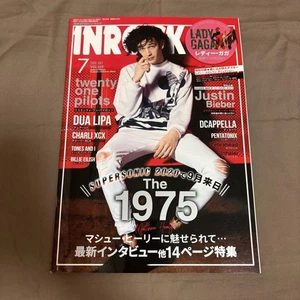 INROCK
7
LADY
GAGA
レディー・ガガ
twenty
one
pilots
Justin
Bieber
DUA LIPA
CHARLI XCX
TONES AND I
BILLIE EILISH
DCAPPELLA
PENTATONIX
SUPERSONIC 2020で9月来日
The
1975
マシュー・ヒーリーに魅せられて…
最新インタビュー他14ページ特集